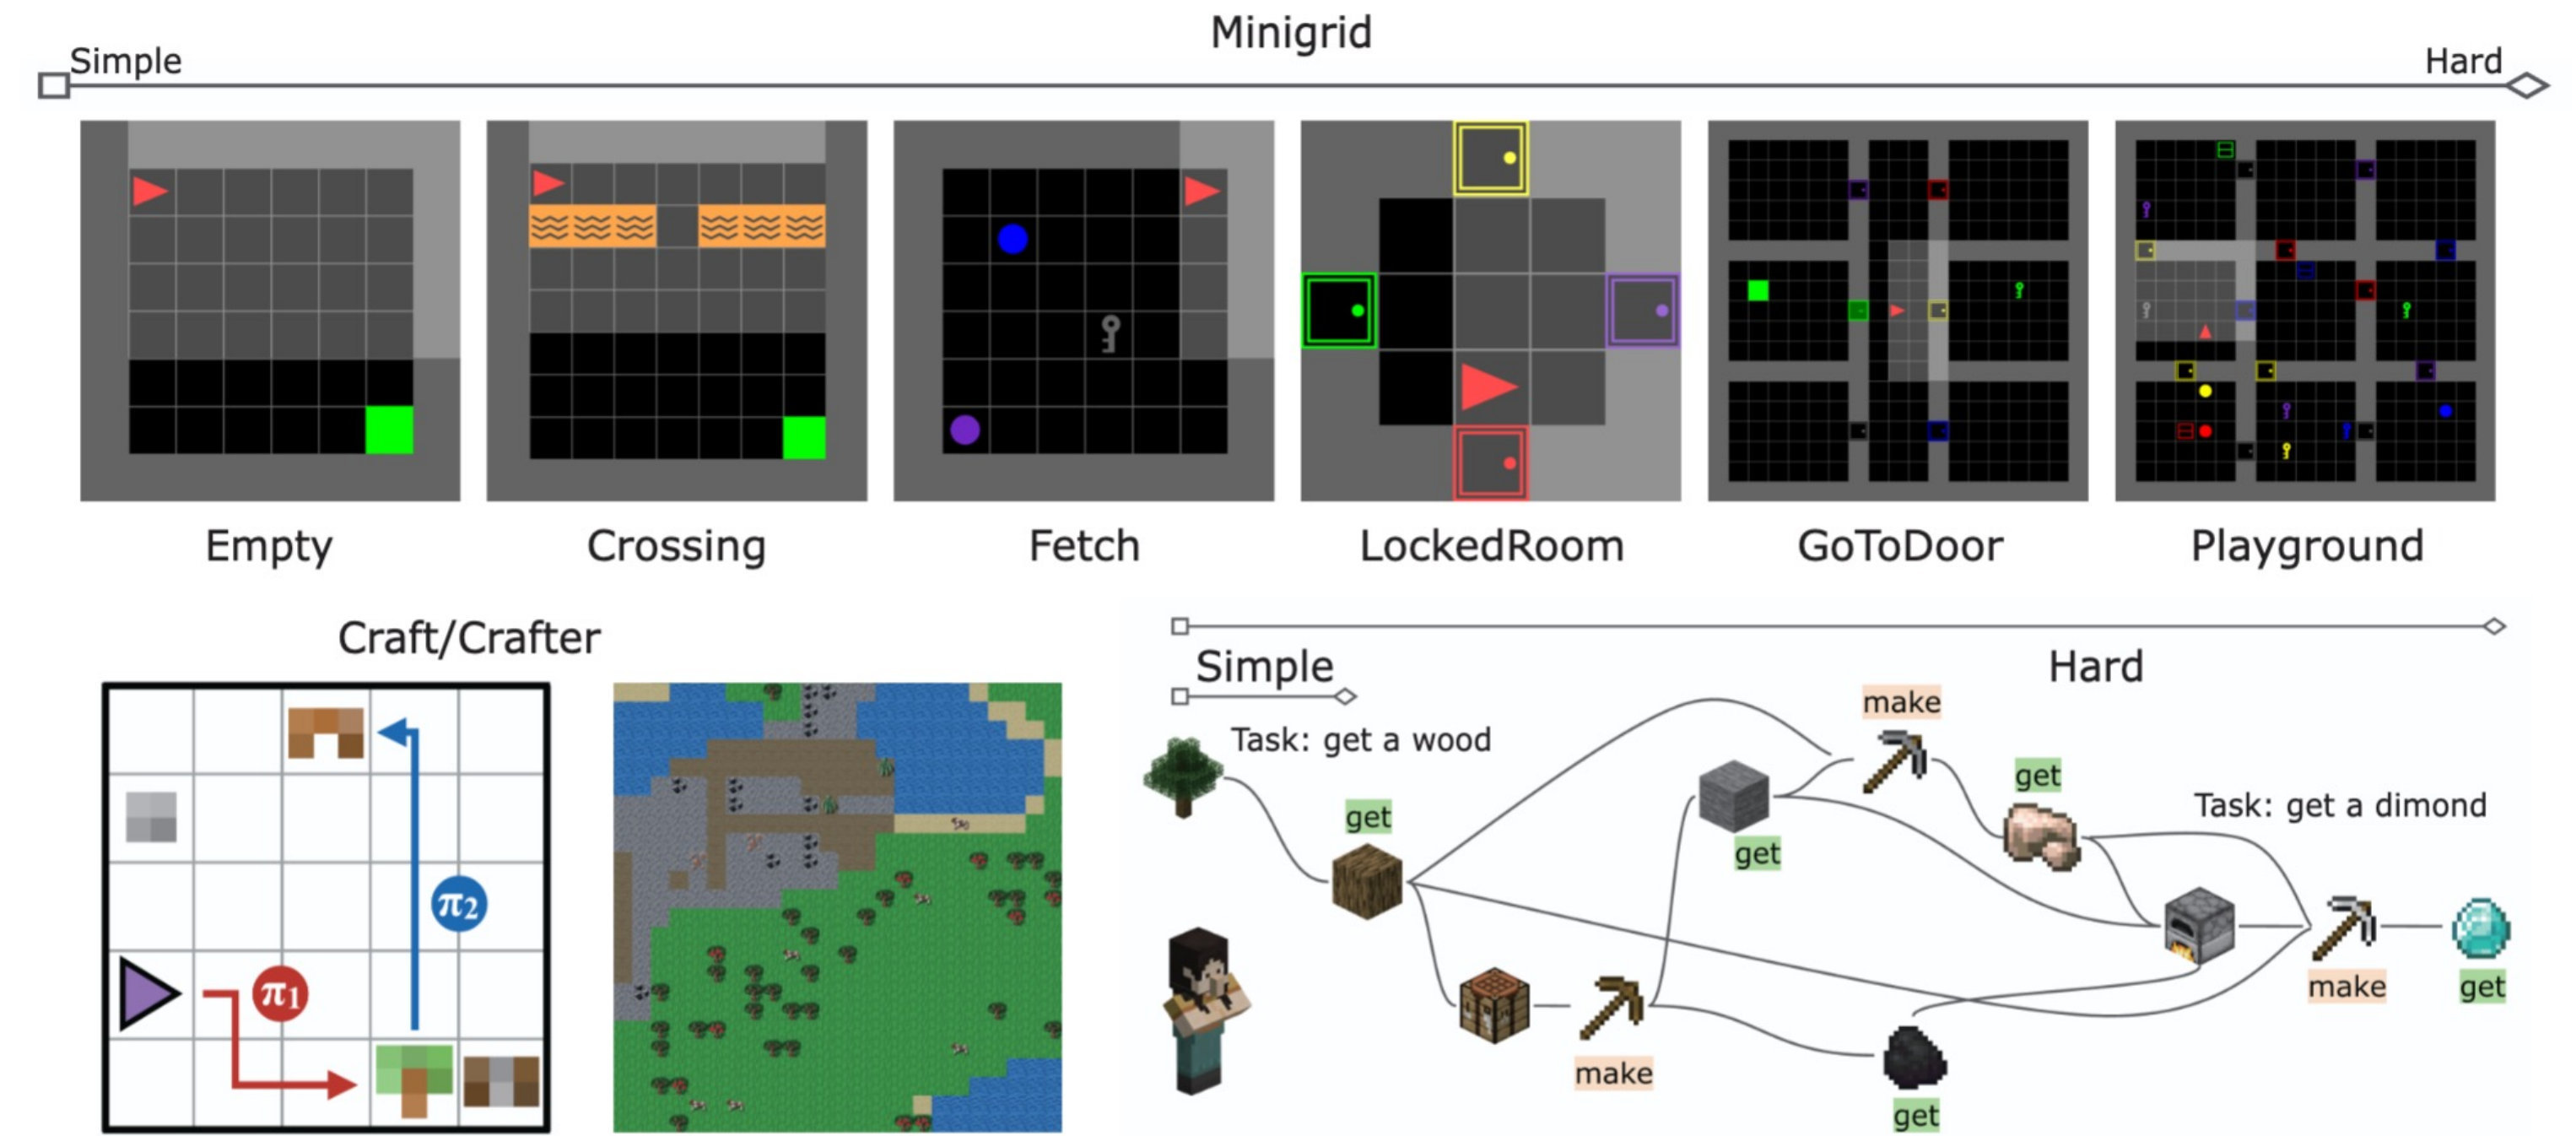 Minigrid
Simple
Hard
Empty
Crossing
Fetch
LockedRoom
GoToDoor
Playground
Craft/Crafter
Simple
Hard
Task: get a wood
make
get
get
get
Task: get a dimond
π2
π1
make
make
get
get